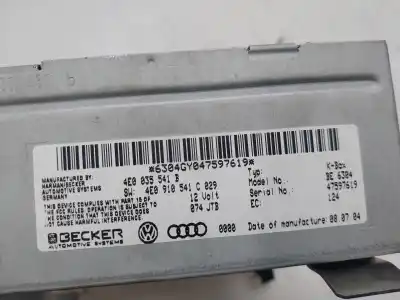 *6304GY047597619*
MANUFACTURED BY:
HARMAN/BECKER
AUTOMOTIVE SYSTEMS
GERMANY
4E0 035 541 B
SW: 4E0 910 541 C 029
12 Volt
074 JTB
Typ: K-Box
Model No.: BE 6304
Serial No.: 47597619
EC: 124
THIS DEVICE COMPLIES WITH PART 15 OF
THE FCC RULES. OPERATION IS SUBJECT TO
THE CONDITION THAT THIS DEVICE DOES
NOT CAUSE HARMFUL INTERFERENCE.
BECKER
AUTOMOTIVE SYSTEMS
0000
Date of manufacture: 08 07 04